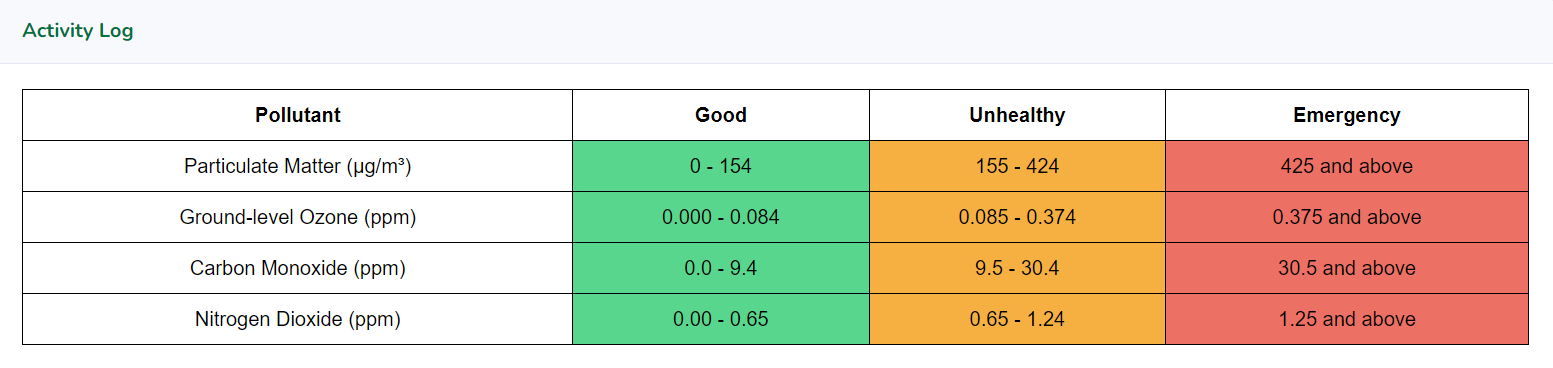 Activity Log
Pollutant Good Unhealthy Emergency
Particulate Matter (µg/m³) 0 - 154 155 - 424 425 and above
Ground-level Ozone (ppm) 0.000 - 0.084 0.085 - 0.374 0.375 and above
Carbon Monoxide (ppm) 0.0 - 9.4 9.5 - 30.4 30.5 and above
Nitrogen Dioxide (ppm) 0.00 - 0.65 0.65 - 1.24 1.25 and above